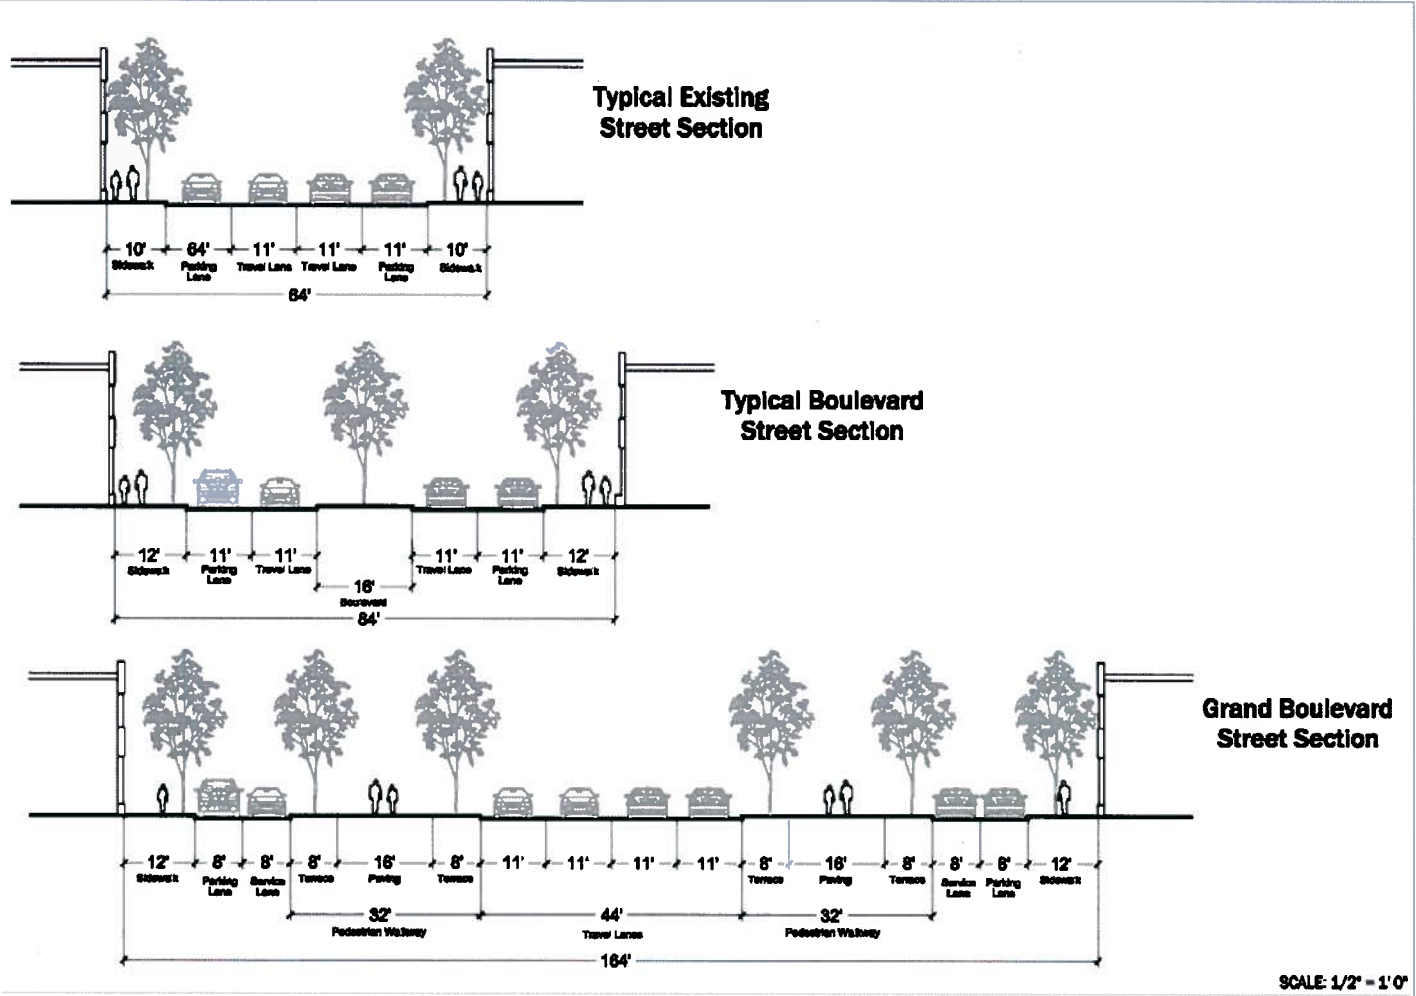 Typical Existing
Street Section
10' 64' 11' 11' 11' 10'
Sidewalk Parking Lane Travel Lane Travel Lane Parking Lane Sidewalk
64'
Typical Boulevard
Street Section
12' 11' 11' 11' 11' 12'
Sidewalk Parking Lane Travel Lane Travel Lane Parking Lane Sidewalk
16'
Boulevard
84'
Grand Boulevard
Street Section
12' 8' 8' 8' 16' 8' 11' 11' 11' 11' 8' 16' 8' 8' 8' 12'
Sidewalk Parking Lane Service Lane Terrace Paving Terrace Terrace Paving Terrace Service Lane Parking Lane Sidewalk
32' 44' 32'
Pedestrian Walkway Travel Lanes Pedestrian Walkway
164'
SCALE: 1/2" = 1' 0"